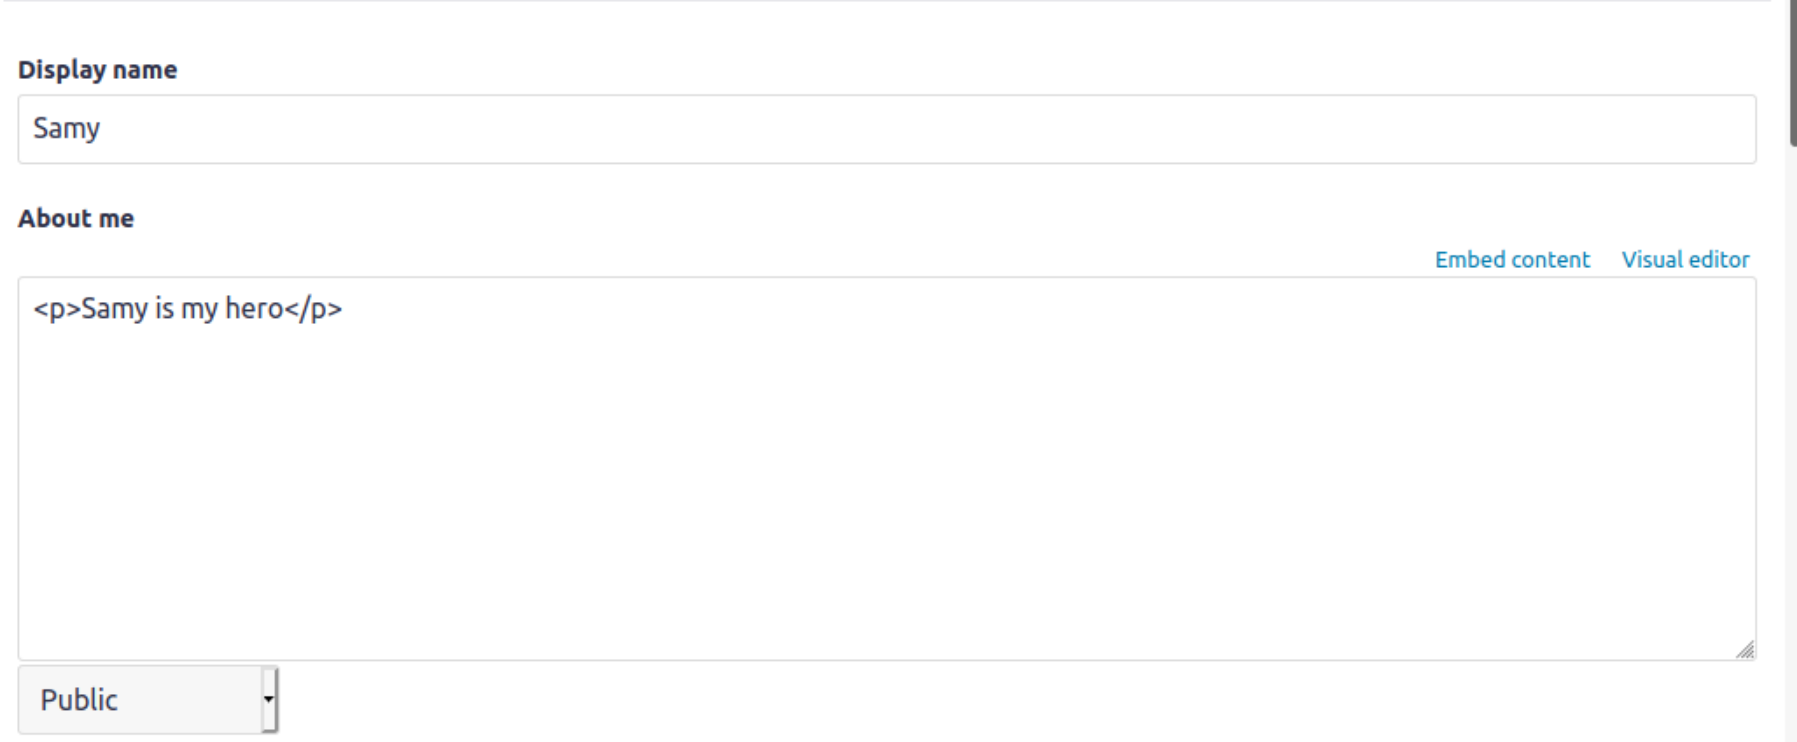 Display name
Samy
About me
Embed content Visual editor
<p>Samy is my hero</p>
Public